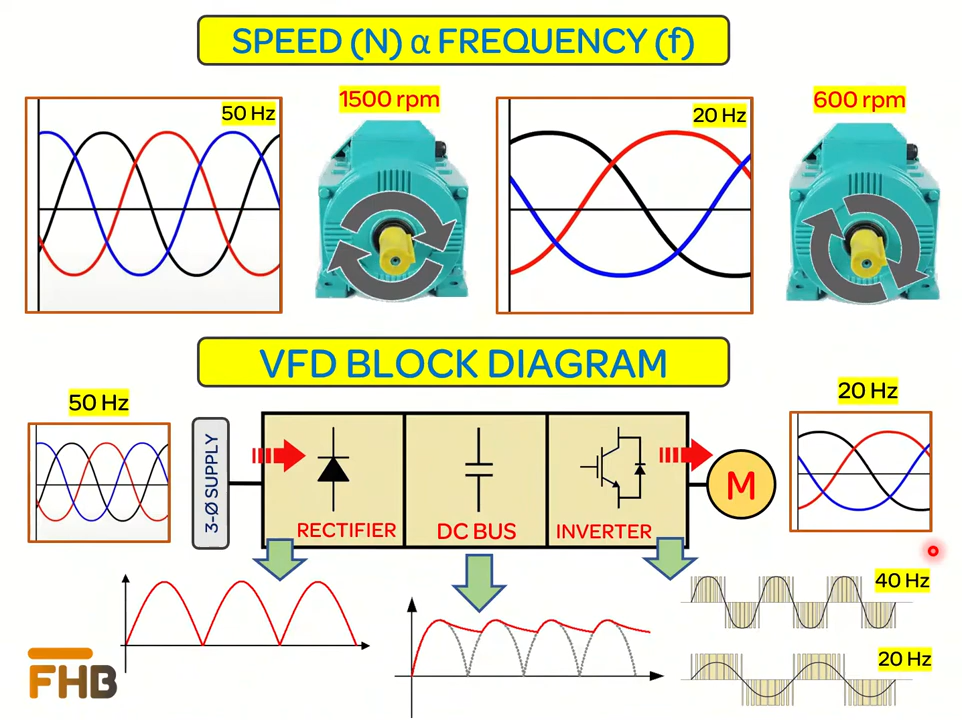 SPEED (N) α FREQUENCY (f)
50 Hz
1500 rpm
20 Hz
600 rpm
VFD BLOCK DIAGRAM
50 Hz
20 Hz
3-Ø SUPPLY
RECTIFIER
DC BUS
INVERTER
M
40 Hz
20 Hz
FHB